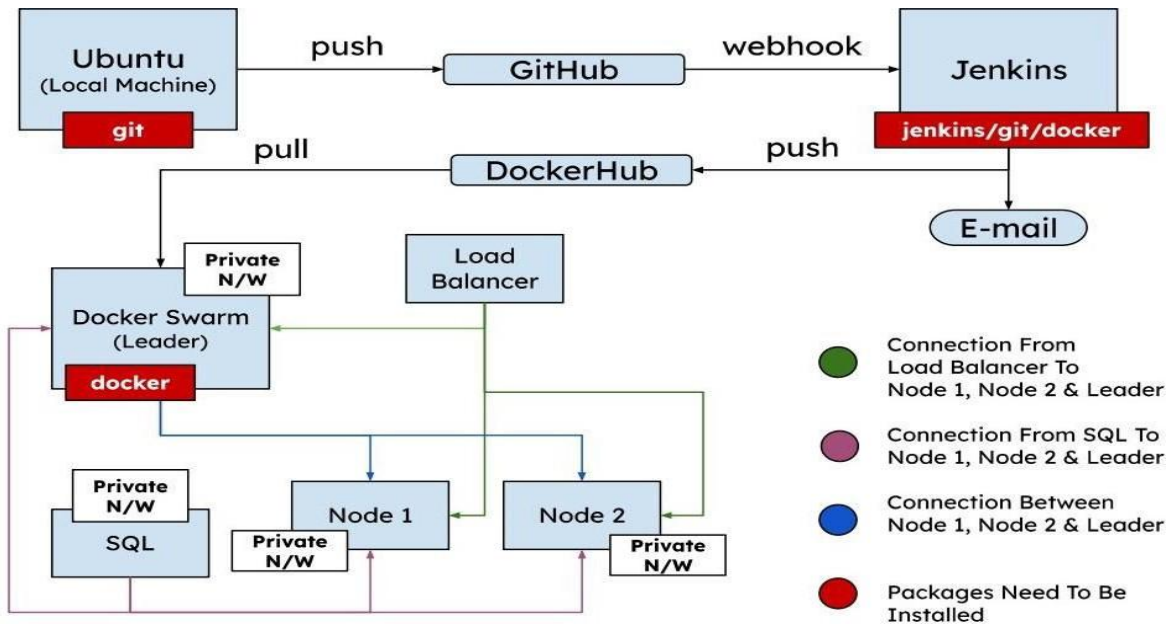 Ubuntu
(Local Machine)
git
push
GitHub
webhook
Jenkins
jenkins/git/docker
pull
DockerHub
push
E-mail
Private
N/W
Docker Swarm
(Leader)
docker
Load
Balancer
Private
N/W
SQL
Node 1
Private
N/W
Node 2
Private
N/W
Connection From
Load Balancer To
Node 1, Node 2 & Leader
Connection From SQL To
Node 1, Node 2 & Leader
Connection Between
Node 1, Node 2 & Leader
Packages Need To Be
Installed